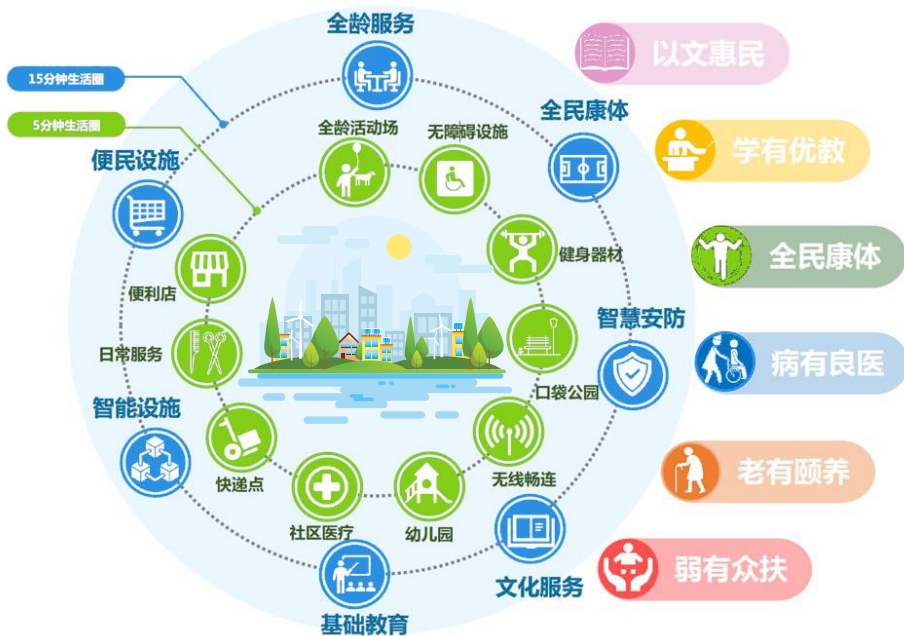 全龄服务
以文惠民
15分钟生活圈
全民康体
5分钟生活圈
全龄活动场
无障碍设施
学有优教
便民设施
健身器材
全民康体
便利店
智慧安防
日常服务
病有良医
口袋公园
智能设施
老有颐养
快递点
无线畅连
社区医疗
幼儿园
弱有众扶
文化服务
基础教育